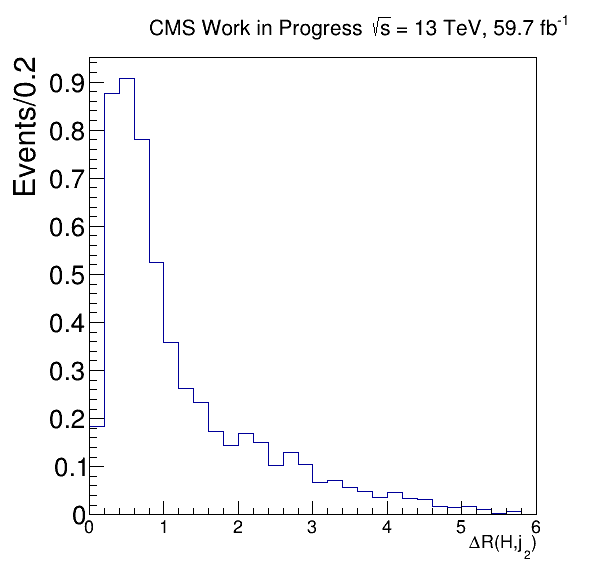 CMS Work in Progress √s = 13 TeV, 59.7 fb⁻¹
Events/0.2
0.9
0.8
0.7
0.6
0.5
0.4
0.3
0.2
0.1
0
0 1 2 3 4 5 6
ΔR(H,j₂)